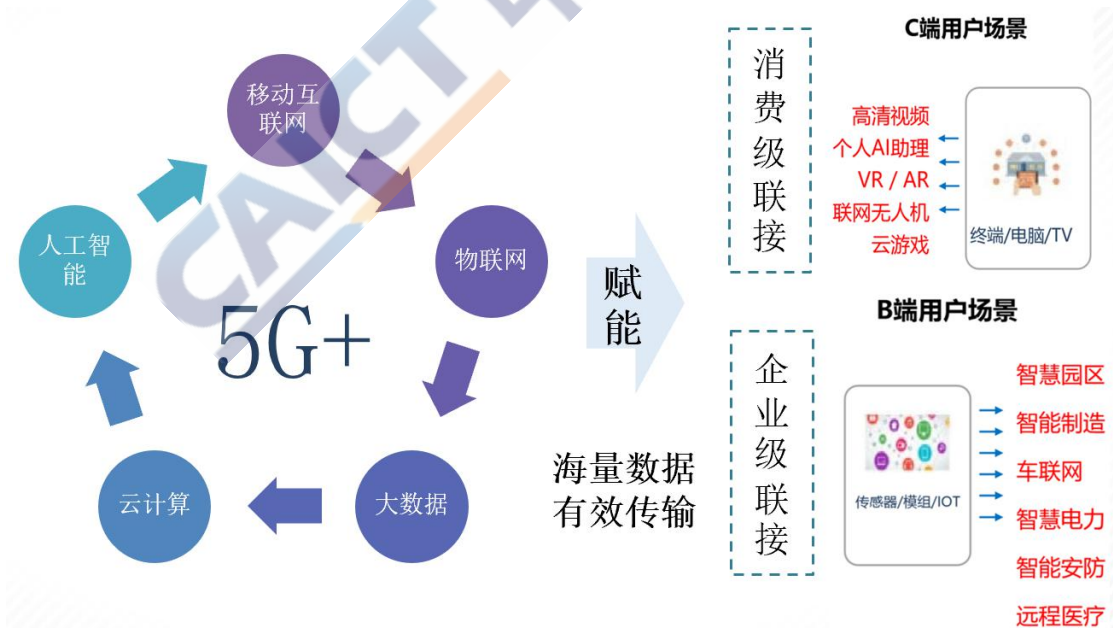 移动互
联网
物联网
大数据
云计算
人工智
能
5G+
CAICT
赋
能
海量数据
有效传输
消
费
级
联
接
C端用户场景
高清视频
个人AI助理
VR / AR
联网无人机
云游戏
终端/电脑/TV
企
业
级
联
接
B端用户场景
传感器/模组/IOT
智慧园区
智能制造
车联网
智慧电力
智能安防
远程医疗